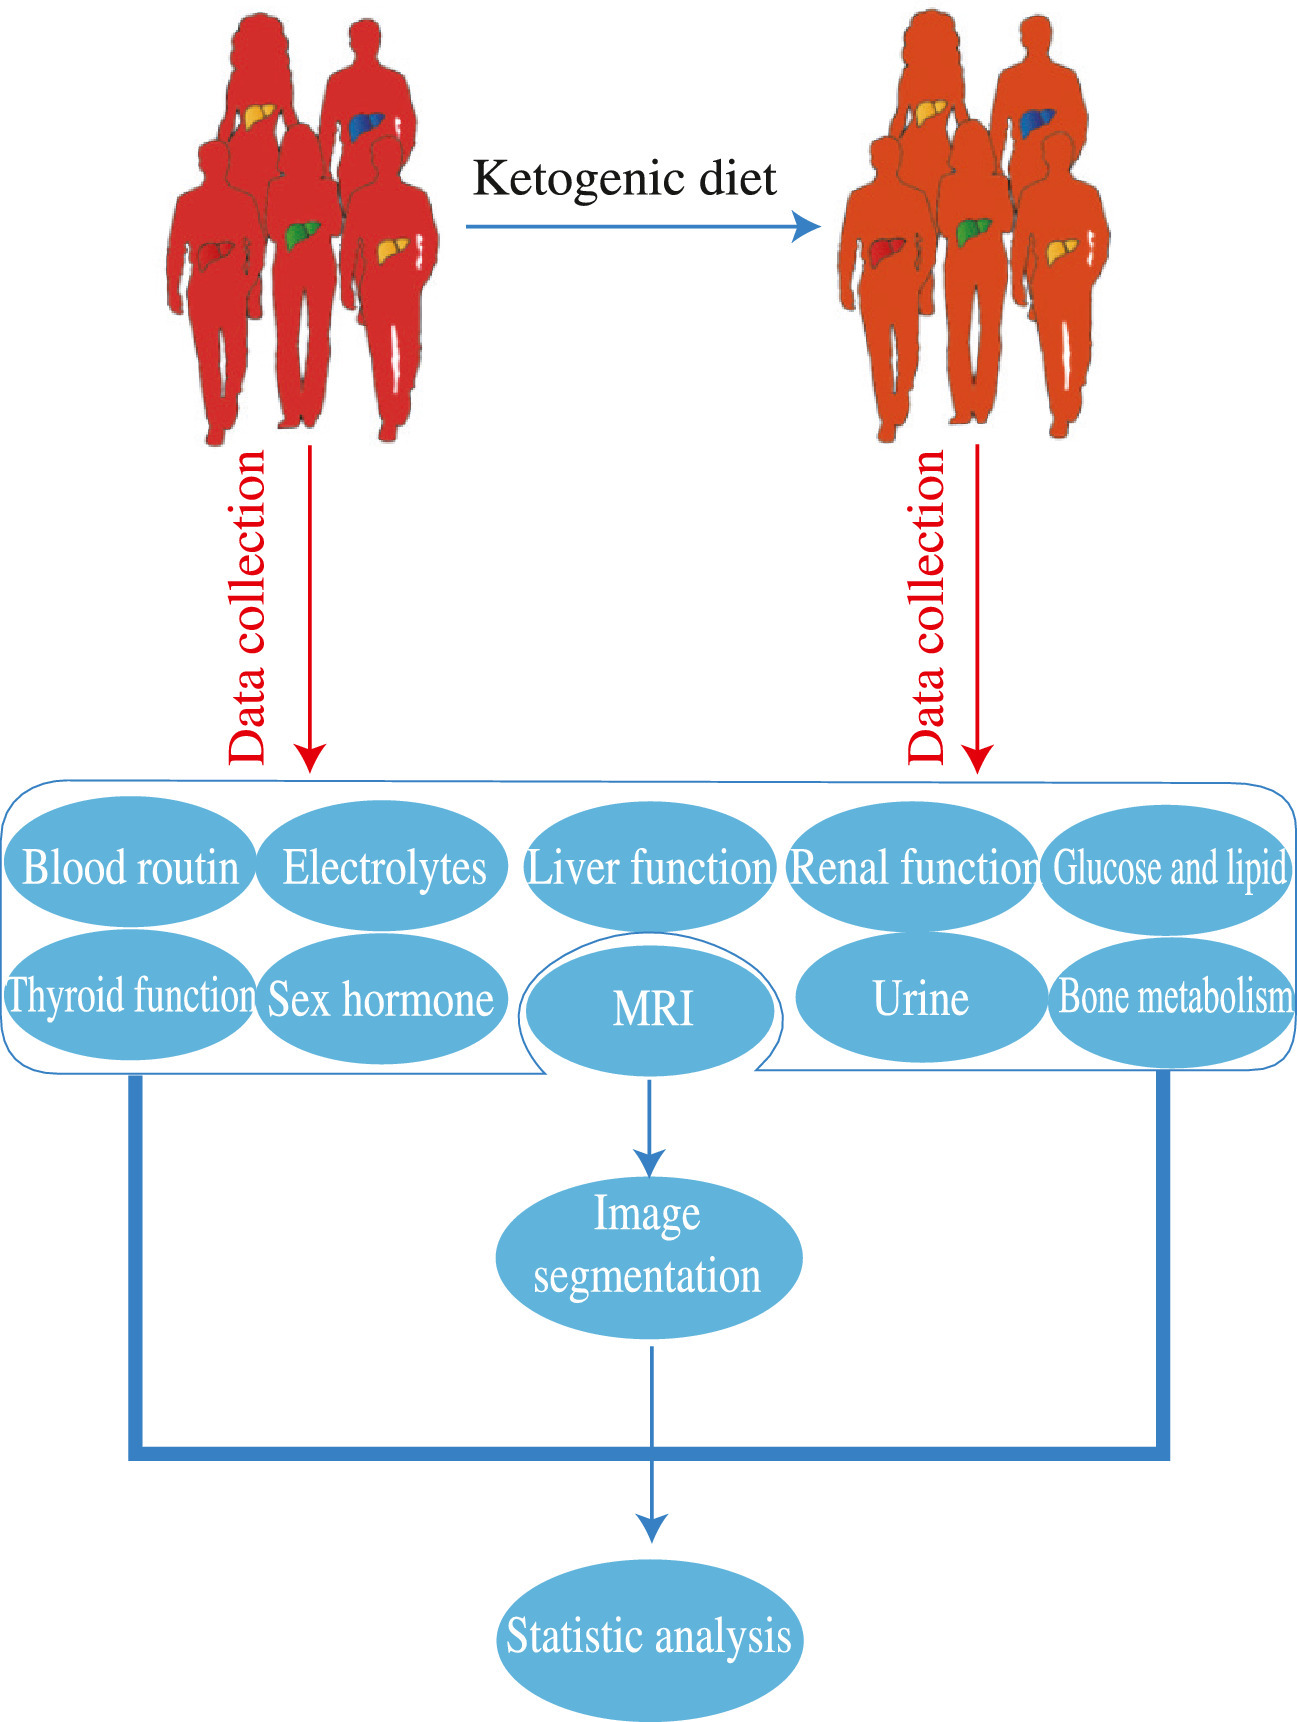 Ketogenic diet
Data collection
Data collection
Blood routin
Electrolytes
Liver function
Renal function
Glucose and lipid
Thyroid function
Sex hormone
MRI
Urine
Bone metabolism
Image
segmentation
Statistic analysis